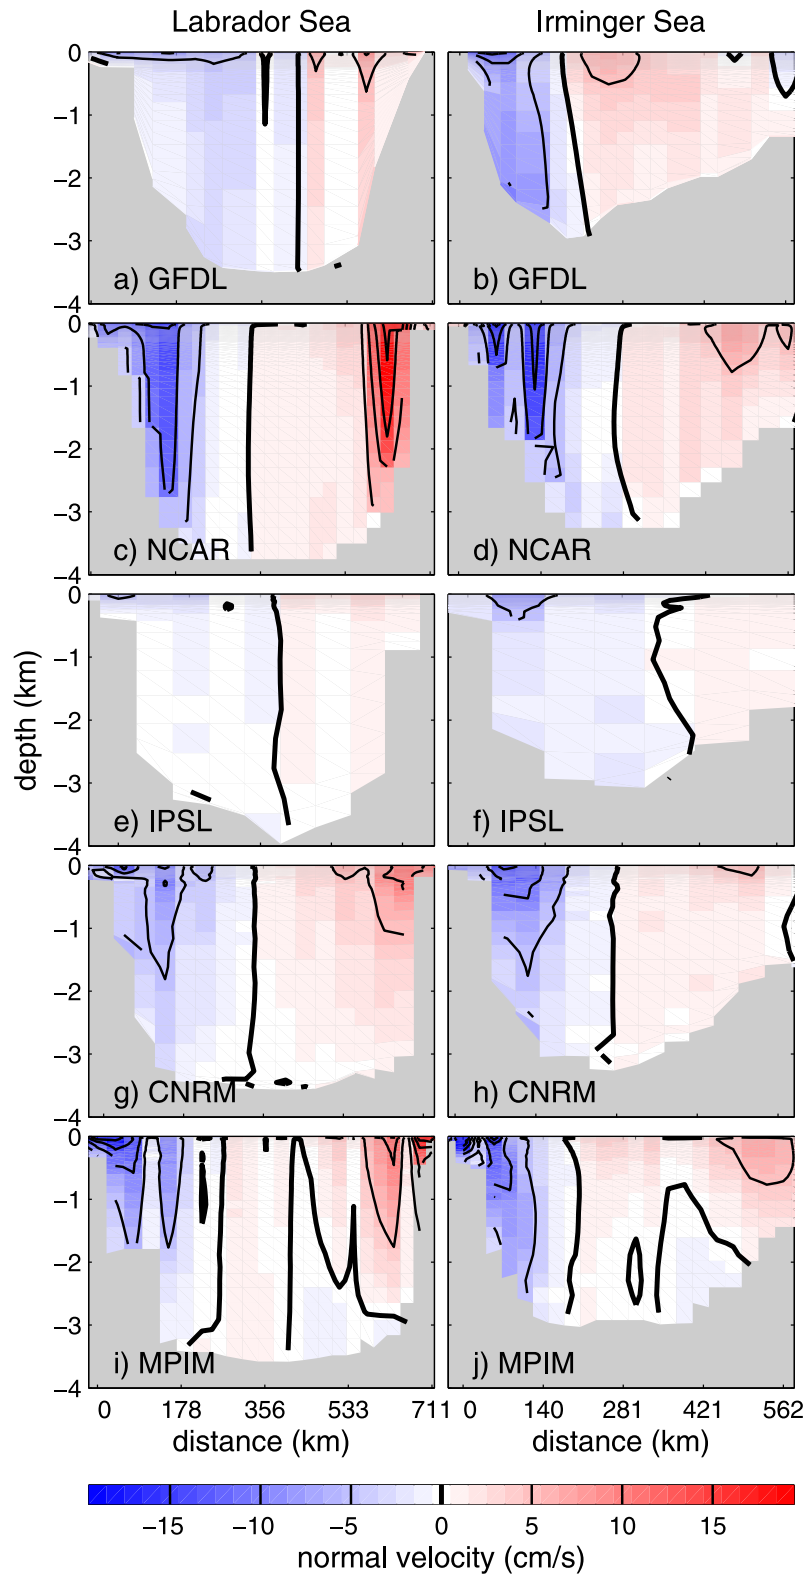 Labrador Sea Irminger Sea
0
−1
−2
−3
−4
a) GFDL b) GFDL
0
−1
−2
−3
−4
c) NCAR d) NCAR
0
−1
−2
−3
−4
e) IPSL f) IPSL
depth (km)
0
−1
−2
−3
−4
g) CNRM h) CNRM
0
−1
−2
−3
−4
i) MPIM j) MPIM
0 178 356 533 711 0 140 281 421 562
distance (km) distance (km)
−15 −10 −5 0 5 10 15
normal velocity (cm/s)